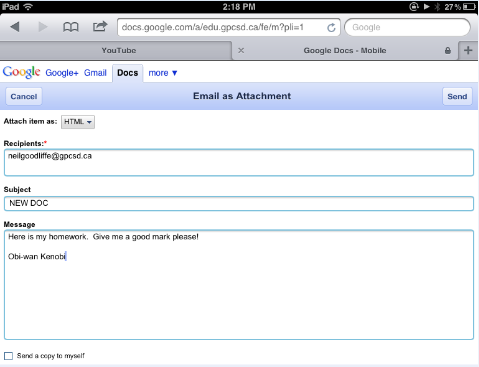 iPad 2:18 PM 27%
docs.google.com/a/edu.gpcsd.ca/fe/m?pli=1 Google
YouTube × Google Docs - Mobile +
Google Google+ Gmail Docs more ▼
Cancel Email as Attachment Send
Attach item as: HTML
Recipients:*
neilgoodliffe@gpcsd.ca
Subject
NEW DOC
Message
Here is my homework. Give me a good mark please!
Obi-wan Kenobi
Send a copy to myself